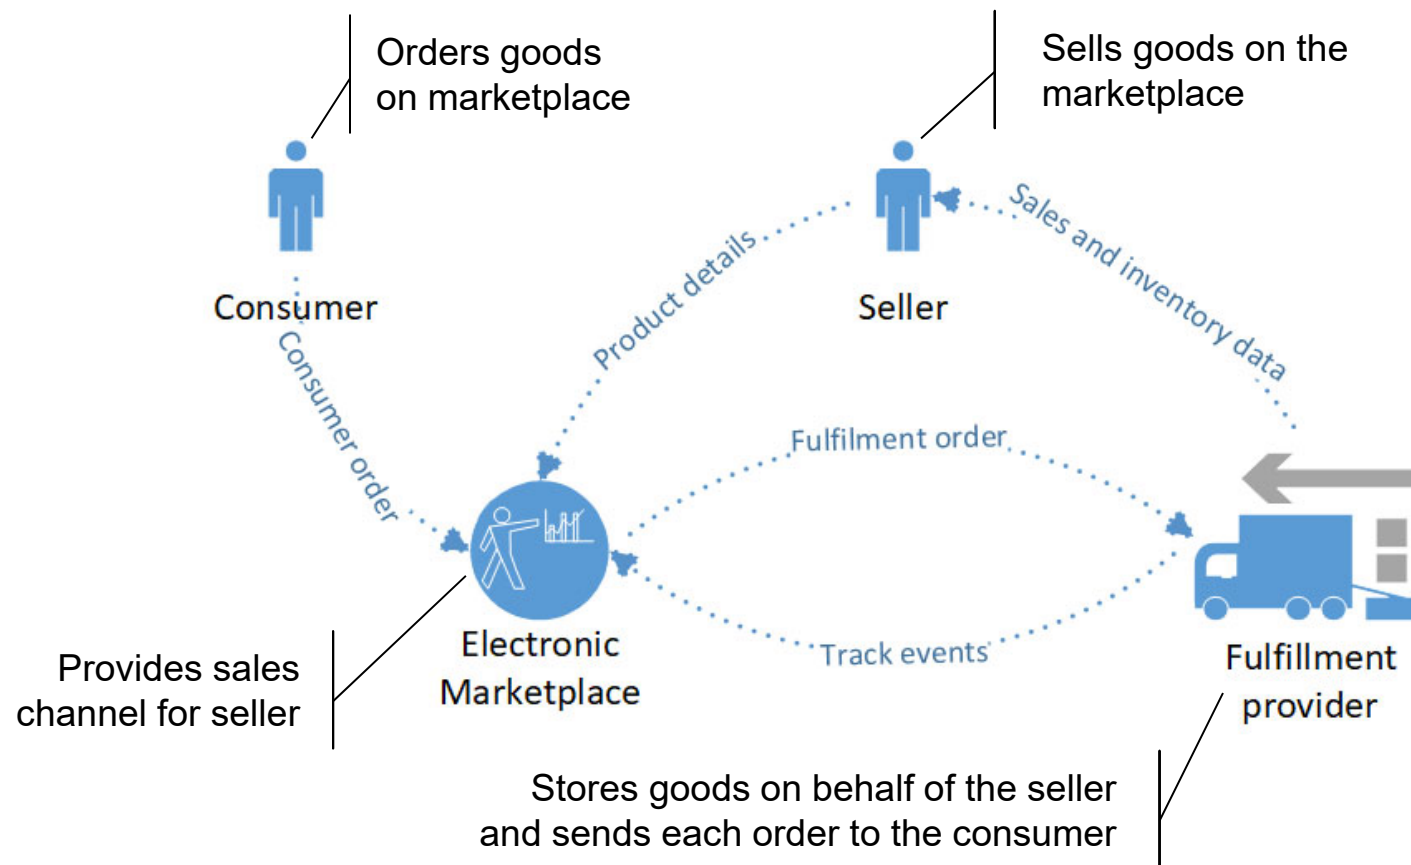 Orders goods
on marketplace
Sells goods on the
marketplace
Consumer
Seller
Product details
Sales and inventory data
Consumer order
Fulfilment order
Track events
Electronic
Marketplace
Fulfillment
provider
Provides sales
channel for seller
Stores goods on behalf of the seller
and sends each order to the consumer